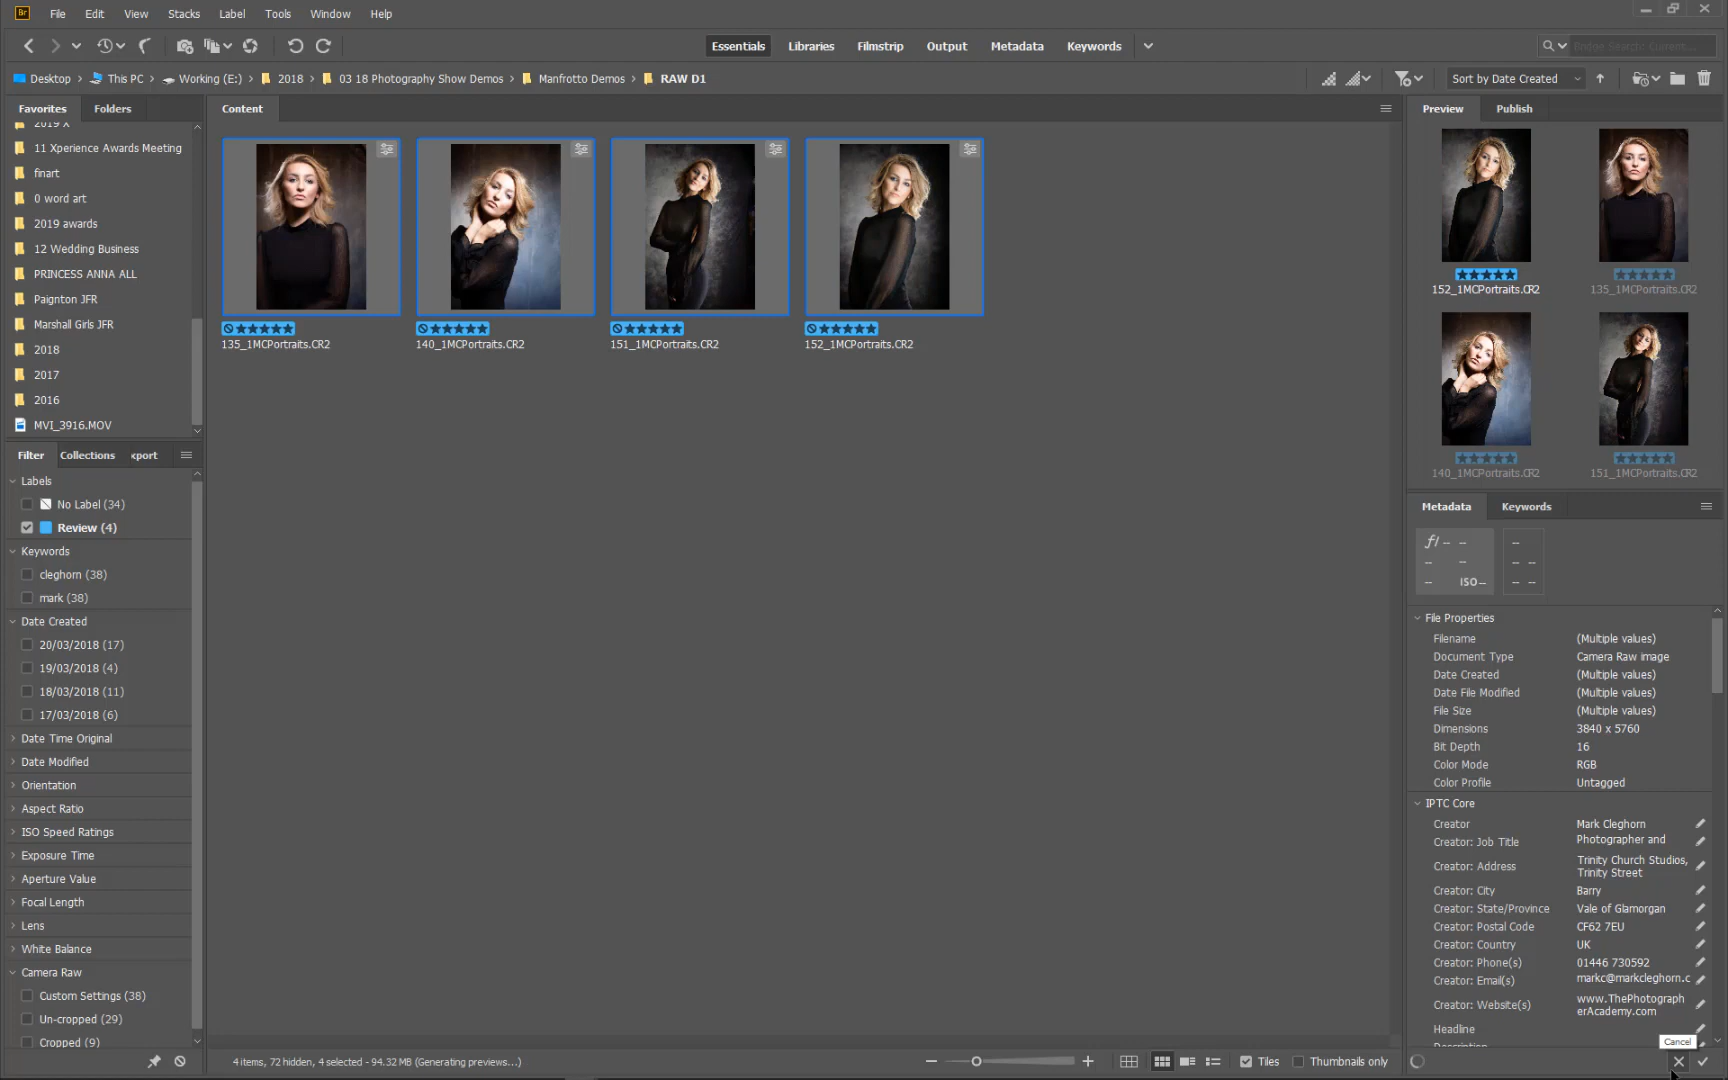 Br File Edit View Stacks Label Tools Window Help
Essentials Libraries Filmstrip Output Metadata Keywords
Desktop This PC Working (E:) 2018 03 18 Photography Show Demos Manfrotto Demos RAW D1
Sort by Date Created
Favorites Folders
2019 X
11 Xperience Awards Meeting
finart
0 word art
2019 awards
12 Wedding Business
PRINCESS ANNA ALL
Paignton JFR
Marshall Girls JFR
2018
2017
2016
MVI_3916.MOV
Filter Collections xport
Labels
No Label (34)
Review (4)
Keywords
cleghorn (38)
mark (38)
Date Created
20/03/2018 (17)
19/03/2018 (4)
18/03/2018 (11)
17/03/2018 (6)
Date Time Original
Date Modified
Orientation
Aspect Ratio
ISO Speed Ratings
Exposure Time
Aperture Value
Focal Length
Lens
White Balance
Camera Raw
Custom Settings (38)
Un-cropped (29)
Cropped (9)
Content
135_1MCPortraits.CR2 140_1MCPortraits.CR2 151_1MCPortraits.CR2 152_1MCPortraits.CR2
4 items, 72 hidden, 4 selected - 94.32 MB (Generating previews...)
Tiles Thumbnails only
Preview Publish
152_1MCPortraits.CR2 135_1MCPortraits.CR2
140_1MCPortraits.CR2 151_1MCPortraits.CR2
Metadata Keywords
f/ -- -- --
-- -- -- --
-- ISO -- -- --
File Properties
Filename (Multiple values)
Document Type Camera Raw image
Date Created (Multiple values)
Date File Modified (Multiple values)
File Size (Multiple values)
Dimensions 3840 x 5760
Bit Depth 16
Color Mode RGB
Color Profile Untagged
IPTC Core
Creator Mark Cleghorn
Creator: Job Title Photographer and
Creator: Address Trinity Church Studios,
Trinity Street
Creator: City Barry
Creator: State/Province Vale of Glamorgan
Creator: Postal Code CF62 7EU
Creator: Country UK
Creator: Phone(s) 01446 730592
Creator: Email(s) markc@markcleghorn.c
Creator: Website(s) www.ThePhotograph
erAcademy.com
Headline
Description
Cancel